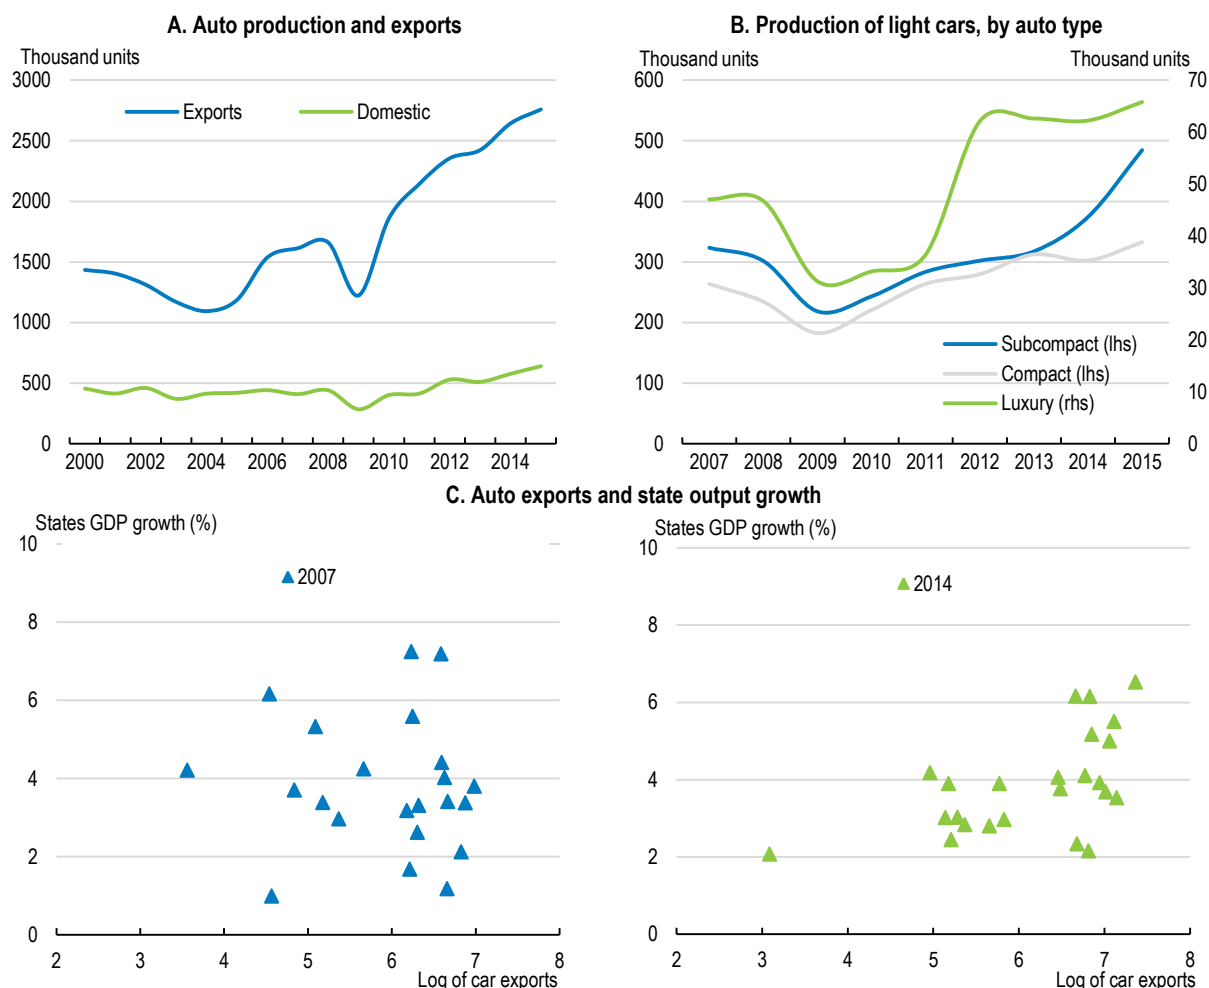 A. Auto production and exports
Thousand units
3000
2500
2000
1500
1000
500
0
Exports
Domestic
2000 2002 2004 2006 2008 2010 2012 2014
B. Production of light cars, by auto type
Thousand units
Thousand units
600
500
400
300
200
100
0
70
60
50
40
30
20
10
0
Subcompact (lhs)
Compact (lhs)
Luxury (rhs)
2007 2008 2009 2010 2011 2012 2013 2014 2015
C. Auto exports and state output growth
States GDP growth (%)
10
8
6
4
2
0
2007
2 3 4 5 6 7 8
Log of car exports
States GDP growth (%)
10
8
6
4
2
0
2014
2 3 4 5 6 7 8
Log of car exports